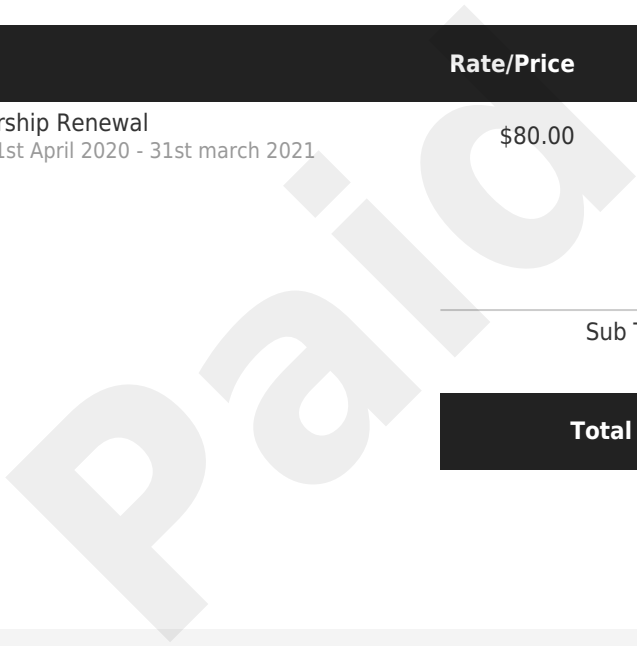 Rate/Price
rship Renewal
$80.00
1st April 2020 - 31st march 2021
Sub T
Total
Paid